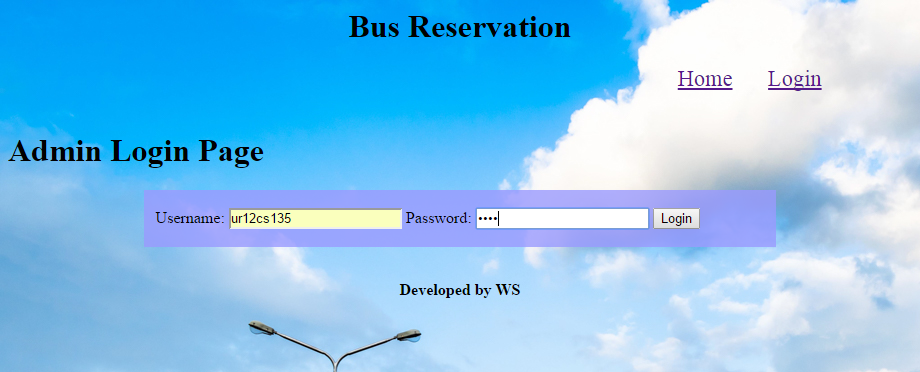 Bus Reservation
Home Login
Admin Login Page
Username: ur12cs135 Password: •••• Login
Developed by WS